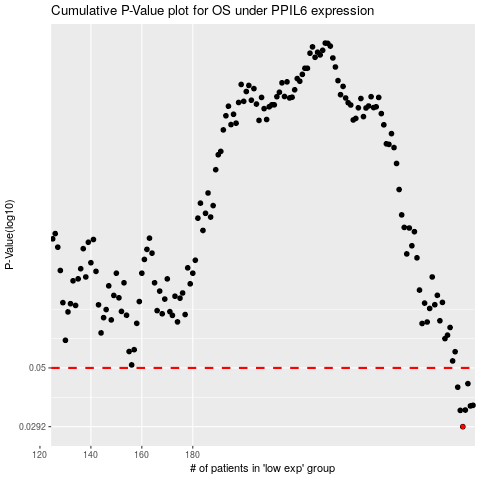 Cumulative P-Value plot for OS under PPIL6 expression
P-Value(log10)
0.05
0.0292
120 140 160 180
# of patients in 'low exp' group